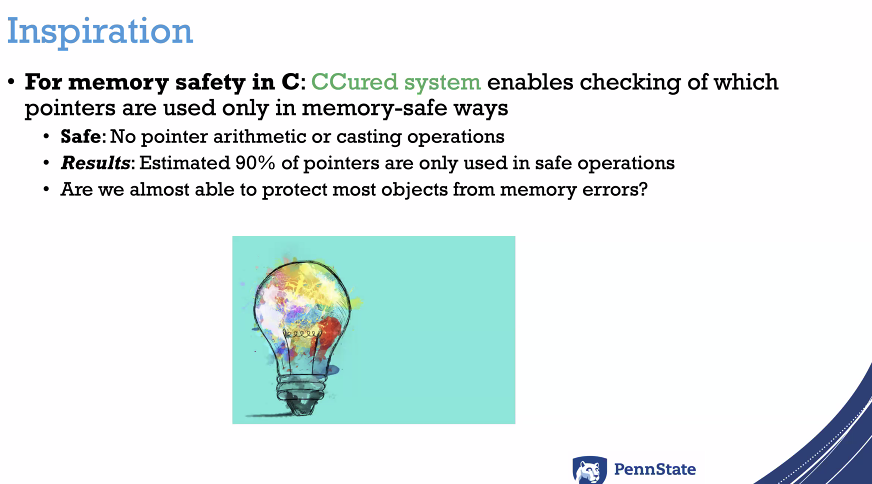 Inspiration
• For memory safety in C: CCured system enables checking of which
pointers are used only in memory-safe ways
• Safe: No pointer arithmetic or casting operations
• Results: Estimated 90% of pointers are only used in safe operations
• Are we almost able to protect most objects from memory errors?
PennState